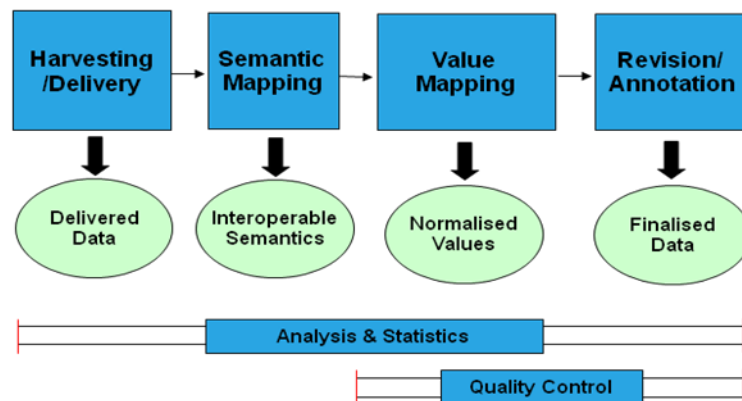 Harvesting
/Delivery
Semantic
Mapping
Value
Mapping
Revision/
Annotation
Delivered
Data
Interoperable
Semantics
Normalised
Values
Finalised
Data
Analysis & Statistics
Quality Control